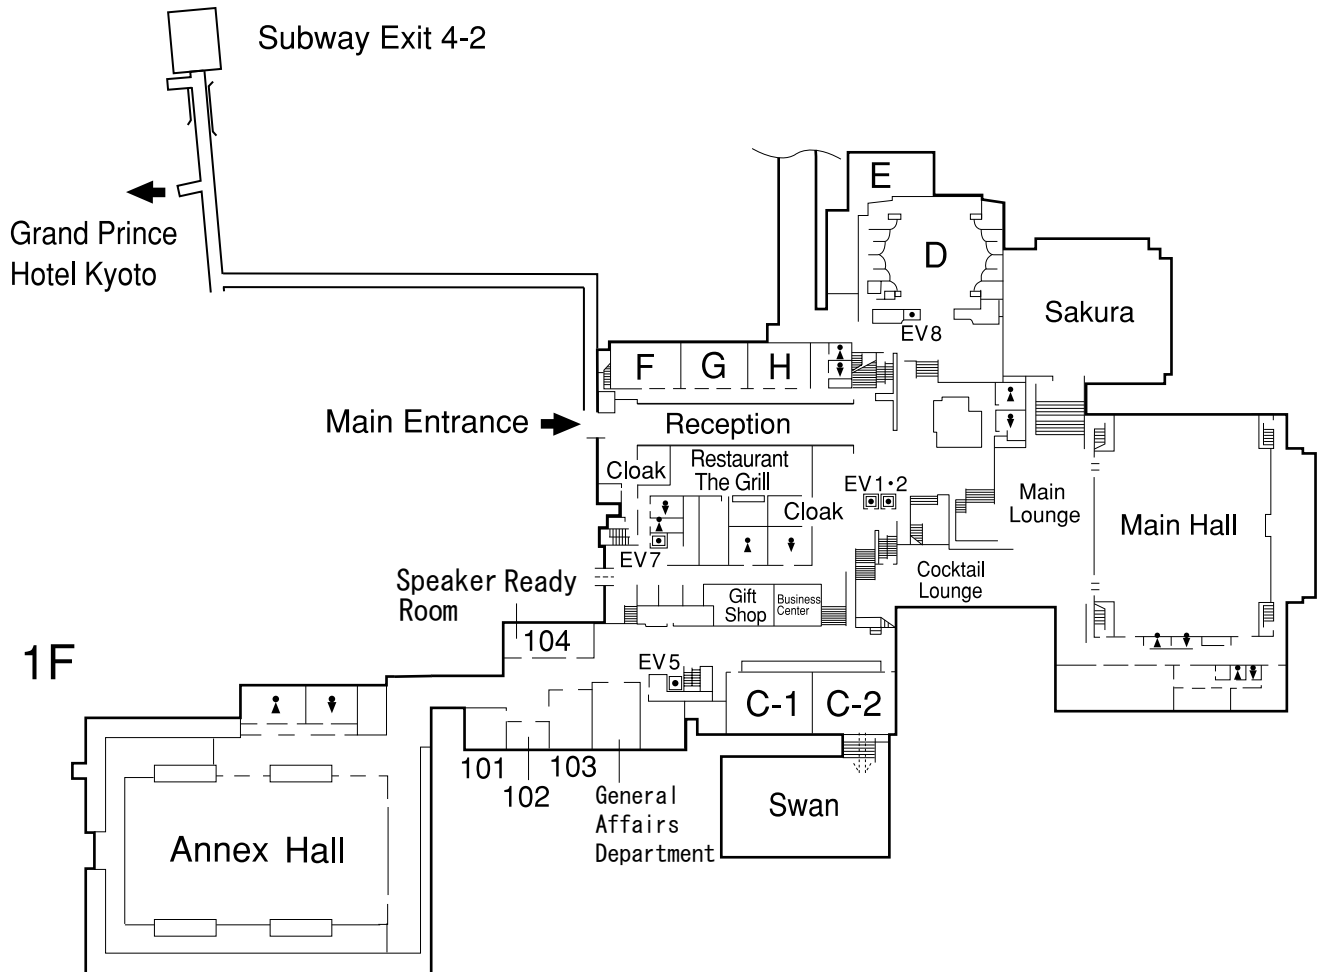 Subway Exit 4-2
Grand Prince
Hotel Kyoto
E
D
EV8
Sakura
F
G
H
Main Entrance
Reception
Cloak
Restaurant
The Grill
EV1・2
Cloak
Main
Lounge
Main Hall
EV7
Cocktail
Lounge
Speaker Ready
Room
Gift
Shop
Business
Center
104
1F
EV5
C-1
C-2
101
102
103
General
Affairs
Department
Swan
Annex Hall